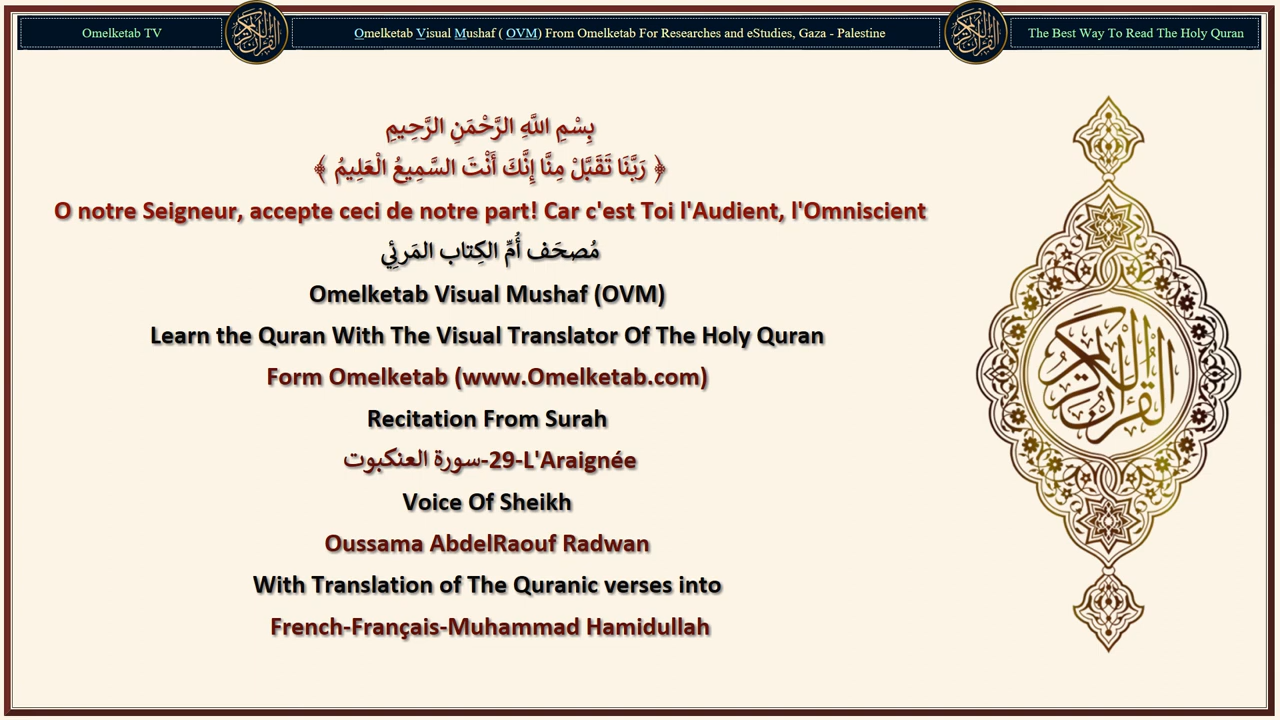 Omelketab TV
Omelketab Visual Mushaf ( OVM) From Omelketab For Researches and eStudies, Gaza - Palestine
The Best Way To Read The Holy Quran
بِسْمِ اللَّهِ الرَّحْمَنِ الرَّحِيمِ
﴿ رَبَّنَا تَقَبَّلْ مِنَّا إِنَّكَ أَنْتَ السَّمِيعُ الْعَلِيمُ ﴾
O notre Seigneur, accepte ceci de notre part! Car c'est Toi l'Audient, l'Omniscient
مُصحَف أُمِّ الكِتاب المَرئِي
Omelketab Visual Mushaf (OVM)
Learn the Quran With The Visual Translator Of The Holy Quran
Form Omelketab (www.Omelketab.com)
Recitation From Surah
سورة العنكبوت-29-L'Araignée
Voice Of Sheikh
Oussama AbdelRaouf Radwan
With Translation of The Quranic verses into
French-Français-Muhammad Hamidullah
القرآن الكريم